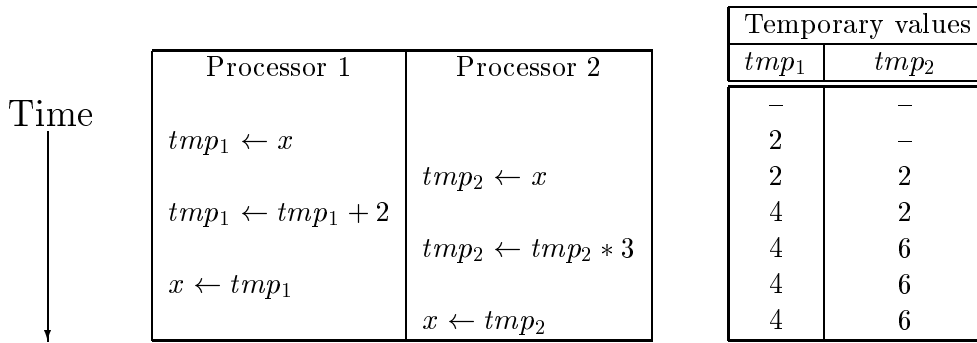 Temporary values
Processor 1 Processor 2 tmp₁ tmp₂
Time – –
tmp₁ ← x 2 –
tmp₂ ← x 2 2
tmp₁ ← tmp₁ + 2 4 2
tmp₂ ← tmp₂ * 3 4 6
x ← tmp₁ 4 6
x ← tmp₂ 4 6